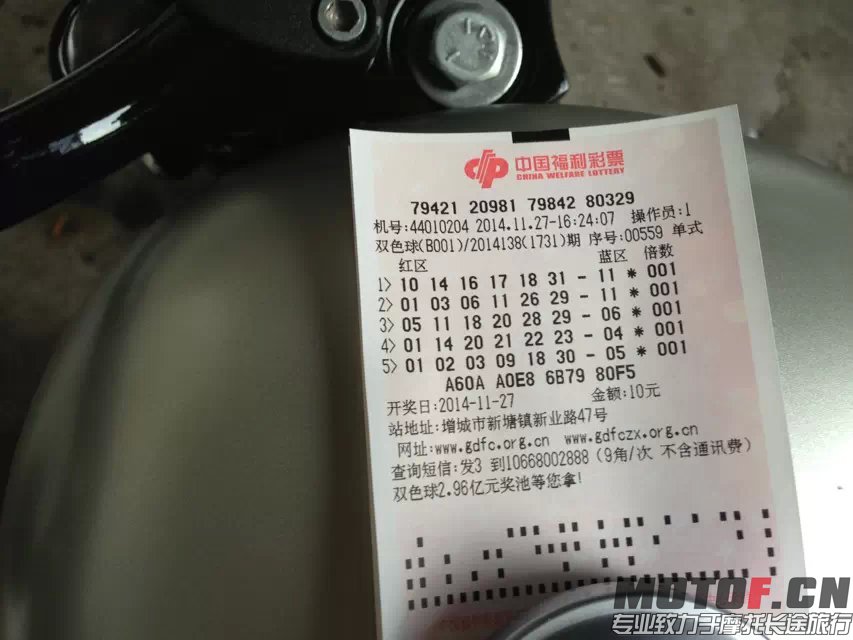 中国福利彩票
CHINA WELFARE LOTTERY
79421 20981 79842 80329
机号:44010204 2014.11.27-16:24:07 操作员:1
双色球(B001)/2014138(1731)期 序号:00559 单式
红区 蓝区 倍数
1> 10 14 16 17 18 31 - 11 * 001
2> 01 03 06 11 26 29 - 11 * 001
3> 05 11 18 20 28 29 - 06 * 001
4> 01 14 20 21 22 23 - 04 * 001
5> 01 02 03 09 18 30 - 05 * 001
A60A A0E8 6B79 80F5
开奖日:2014-11-27 金额:10元
站地址:增城市新塘镇新业路47号
网址:www.gdfc.org.cn www.gdfczx.org.cn
查询短信:发3 到10668002888 (9角/次 不含通讯费)
双色球2.96亿元奖池等您拿!
MOTOF.CN
专业致力于摩托长途旅行